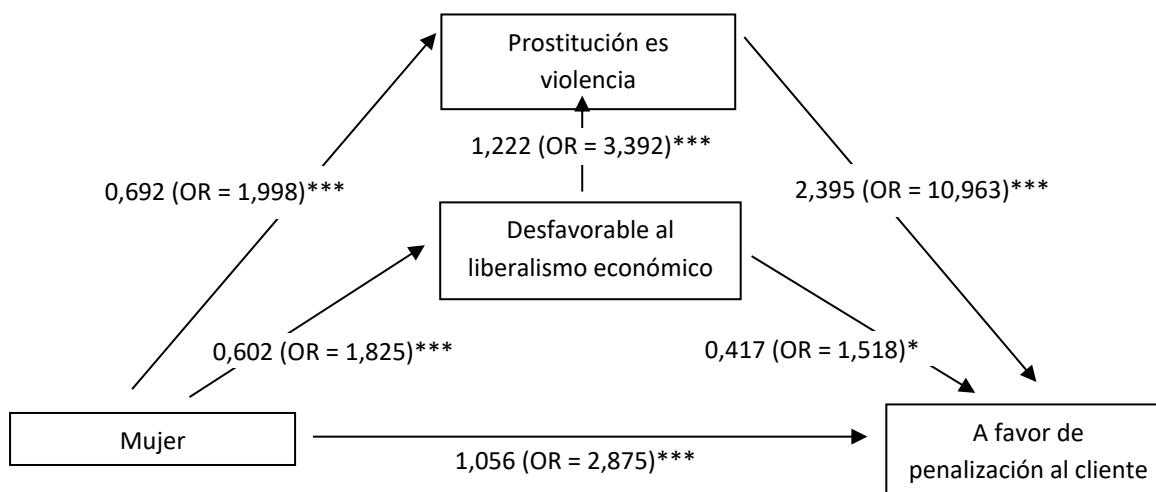 Prostitución es
violencia
1,222 (OR = 3,392)***
0,692 (OR = 1,998)***
2,395 (OR = 10,963)***
Desfavorable al
liberalismo económico
0,602 (OR = 1,825)***
0,417 (OR = 1,518)*
Mujer
1,056 (OR = 2,875)***
A favor de
penalización al cliente